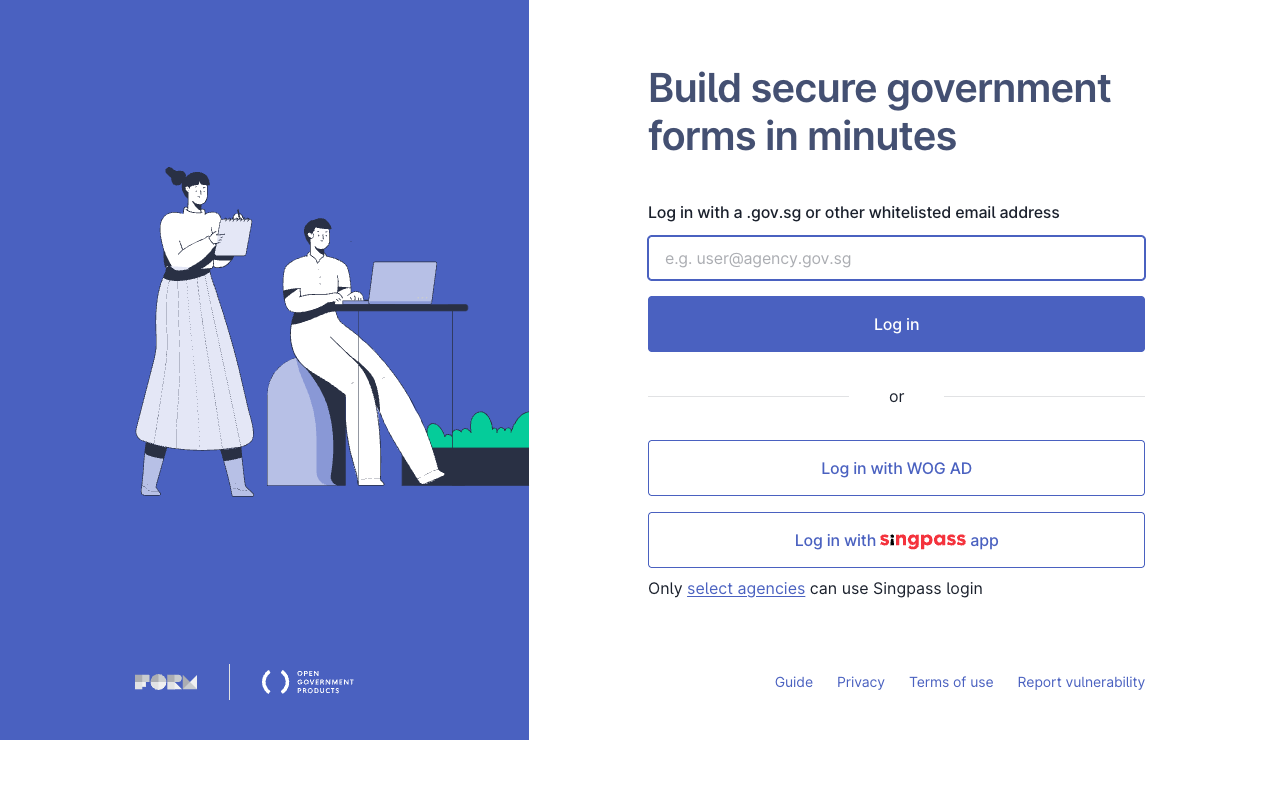 Build secure government
forms in minutes
Log in with a .gov.sg or other whitelisted email address
e.g. user@agency.gov.sg
Log in
or
Log in with WOG AD
Log in with singpass app
Only select agencies can use Singpass login
FORM
OPEN
GOVERNMENT
PRODUCTS
Guide Privacy Terms of use Report vulnerability